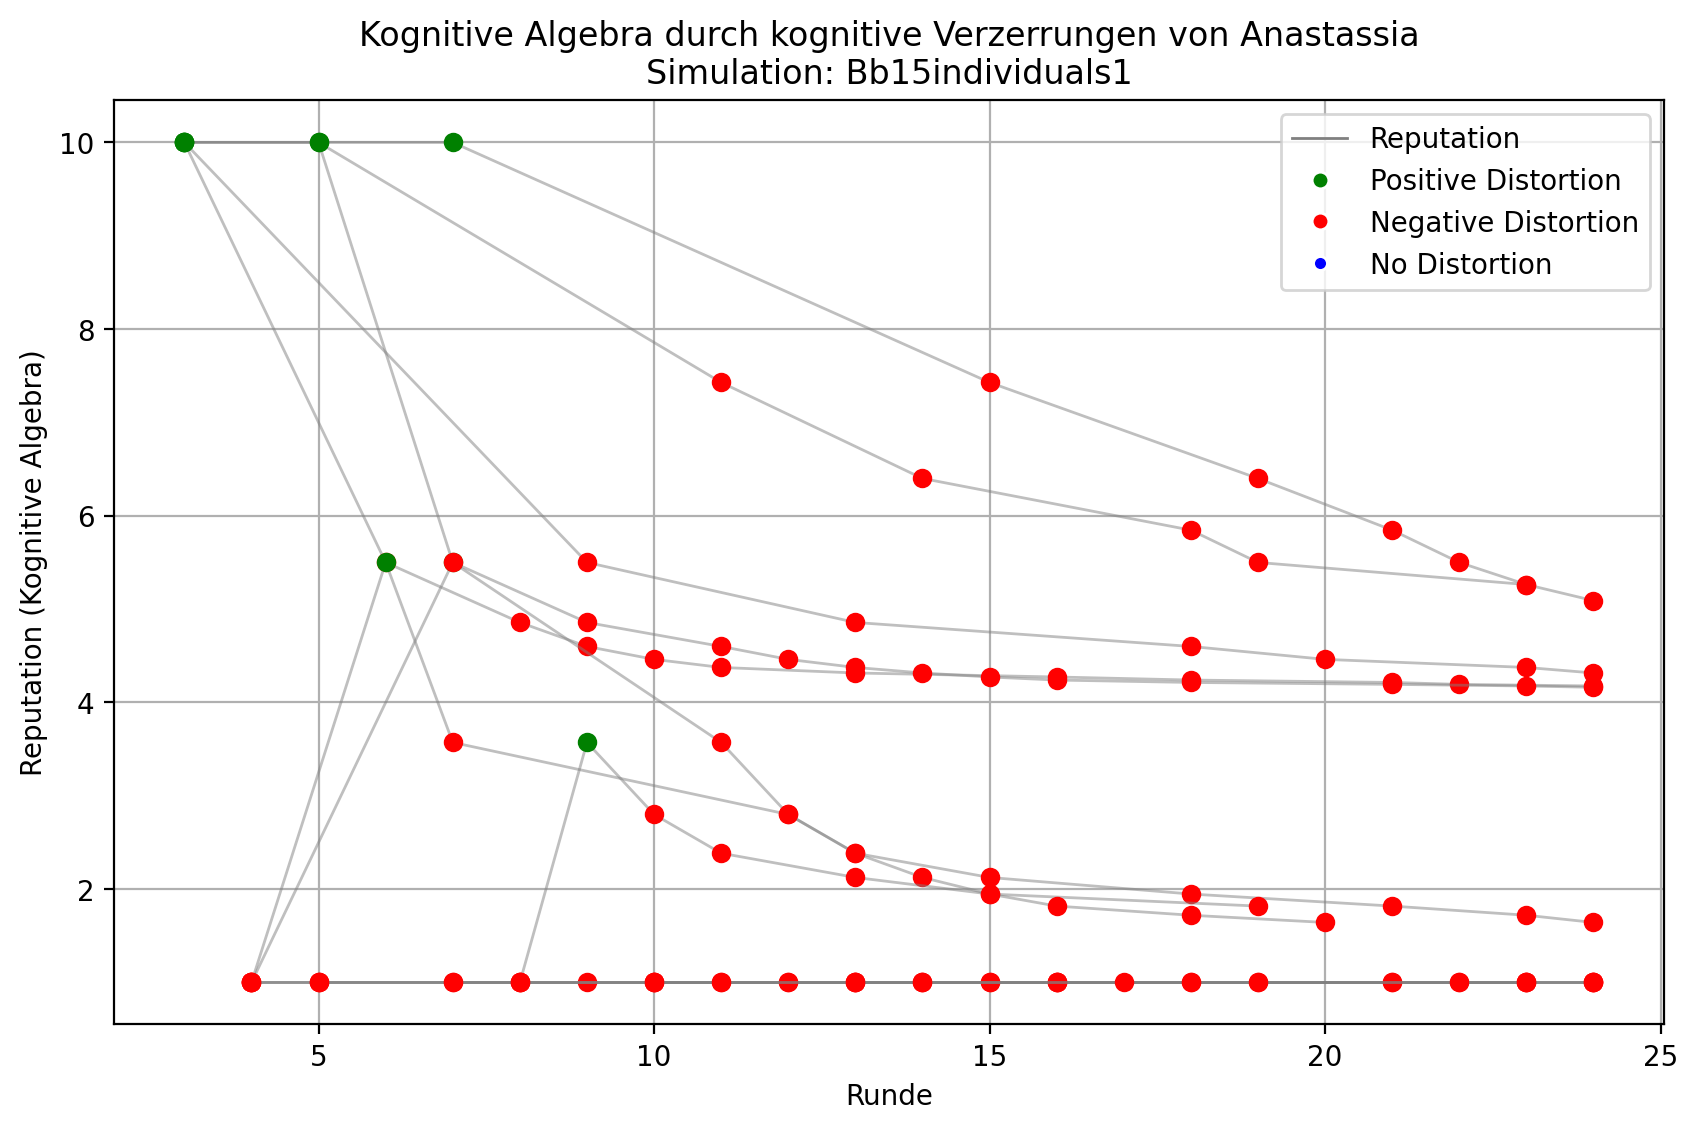 Kognitive Algebra durch kognitive Verzerrungen von Anastassia
Simulation: Bb15individuals1
Reputation
Positive Distortion
Negative Distortion
No Distortion
Reputation (Kognitive Algebra)
10
8
6
4
2
5
10
15
20
25
Runde